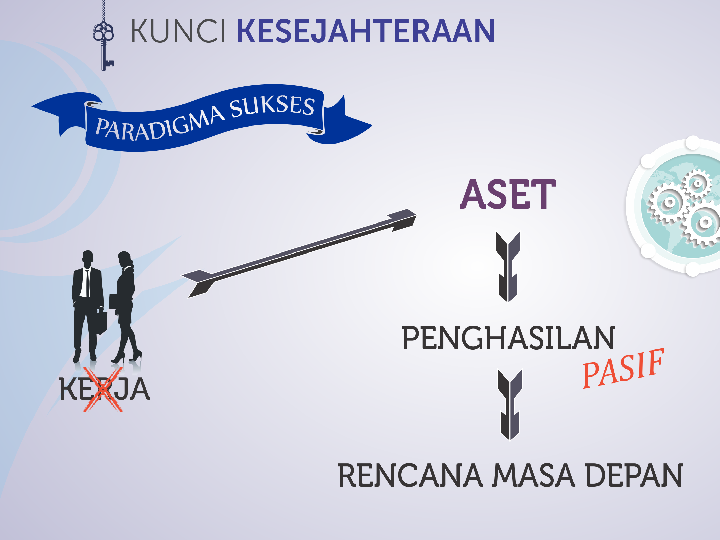 KUNCI KESEJAHTERAAN
PARADIGMA SUKSES
ASET
PENGHASILAN
PASIF
KERJA
RENCANA MASA DEPAN